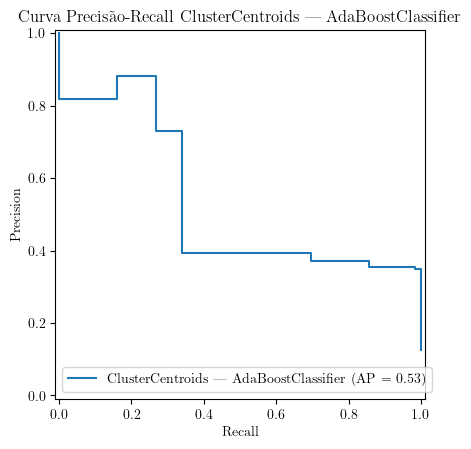 Curva Precisão-Recall ClusterCentroids — AdaBoostClassifier
1.0
0.8
0.6
0.4
0.2
0.0
Precision
ClusterCentroids — AdaBoostClassifier (AP = 0.53)
0.0 0.2 0.4 0.6 0.8 1.0
Recall